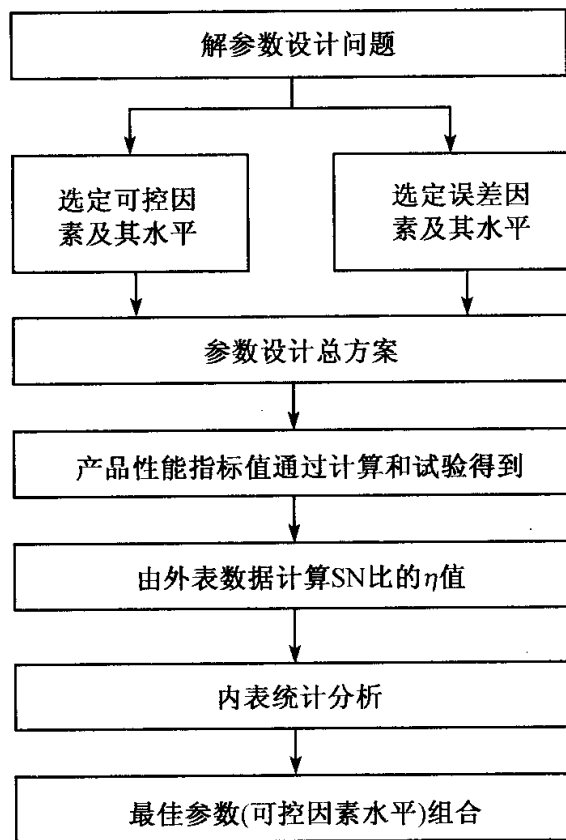 解参数设计问题
选定可控因
素及其水平
选定误差因
素及其水平
参数设计总方案
产品性能指标值通过计算和试验得到
由外表数据计算SN比的η值
内表统计分析
最佳参数(可控因素水平)组合